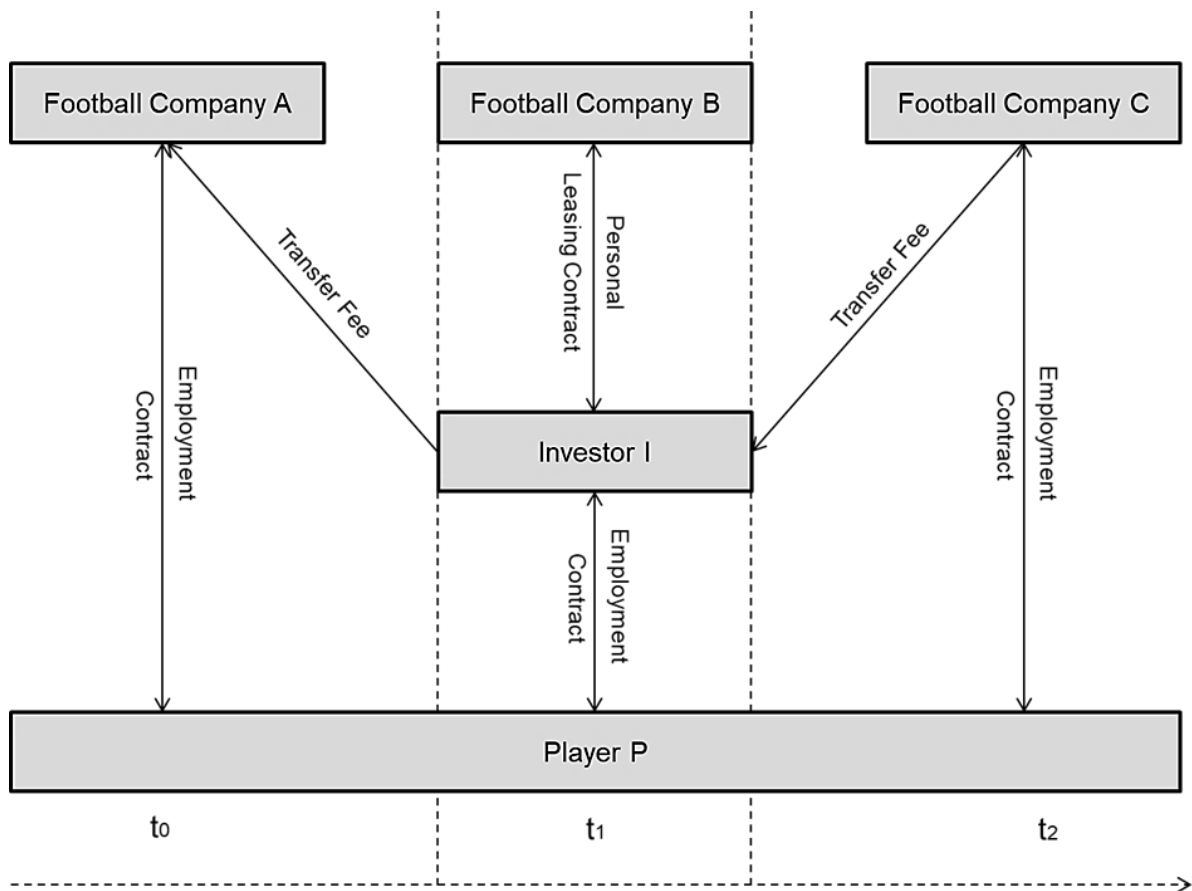 Football Company A
Football Company B
Football Company C
Transfer Fee
Personal
Leasing Contract
Transfer Fee
Employment
Contract
Investor I
Employment
Contract
Employment
Contract
Player P
t0
t1
t2